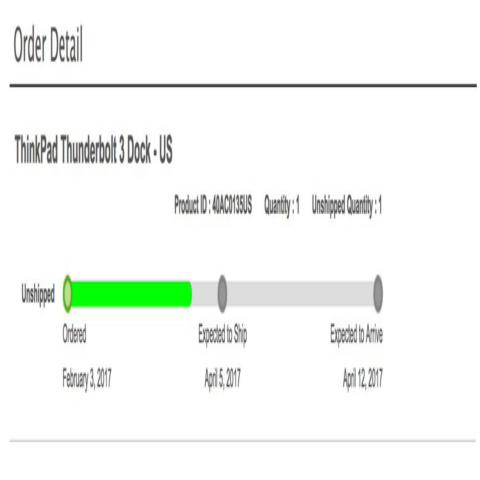 Order Detail
ThinkPad Thunderbolt 3 Dock - US
Product ID : 40AC0135US Quantity : 1 Unshipped Quantity : 1
Unshipped
Ordered Expected to Ship Expected to Arrive
February 3, 2017 April 5, 2017 April 12, 2017